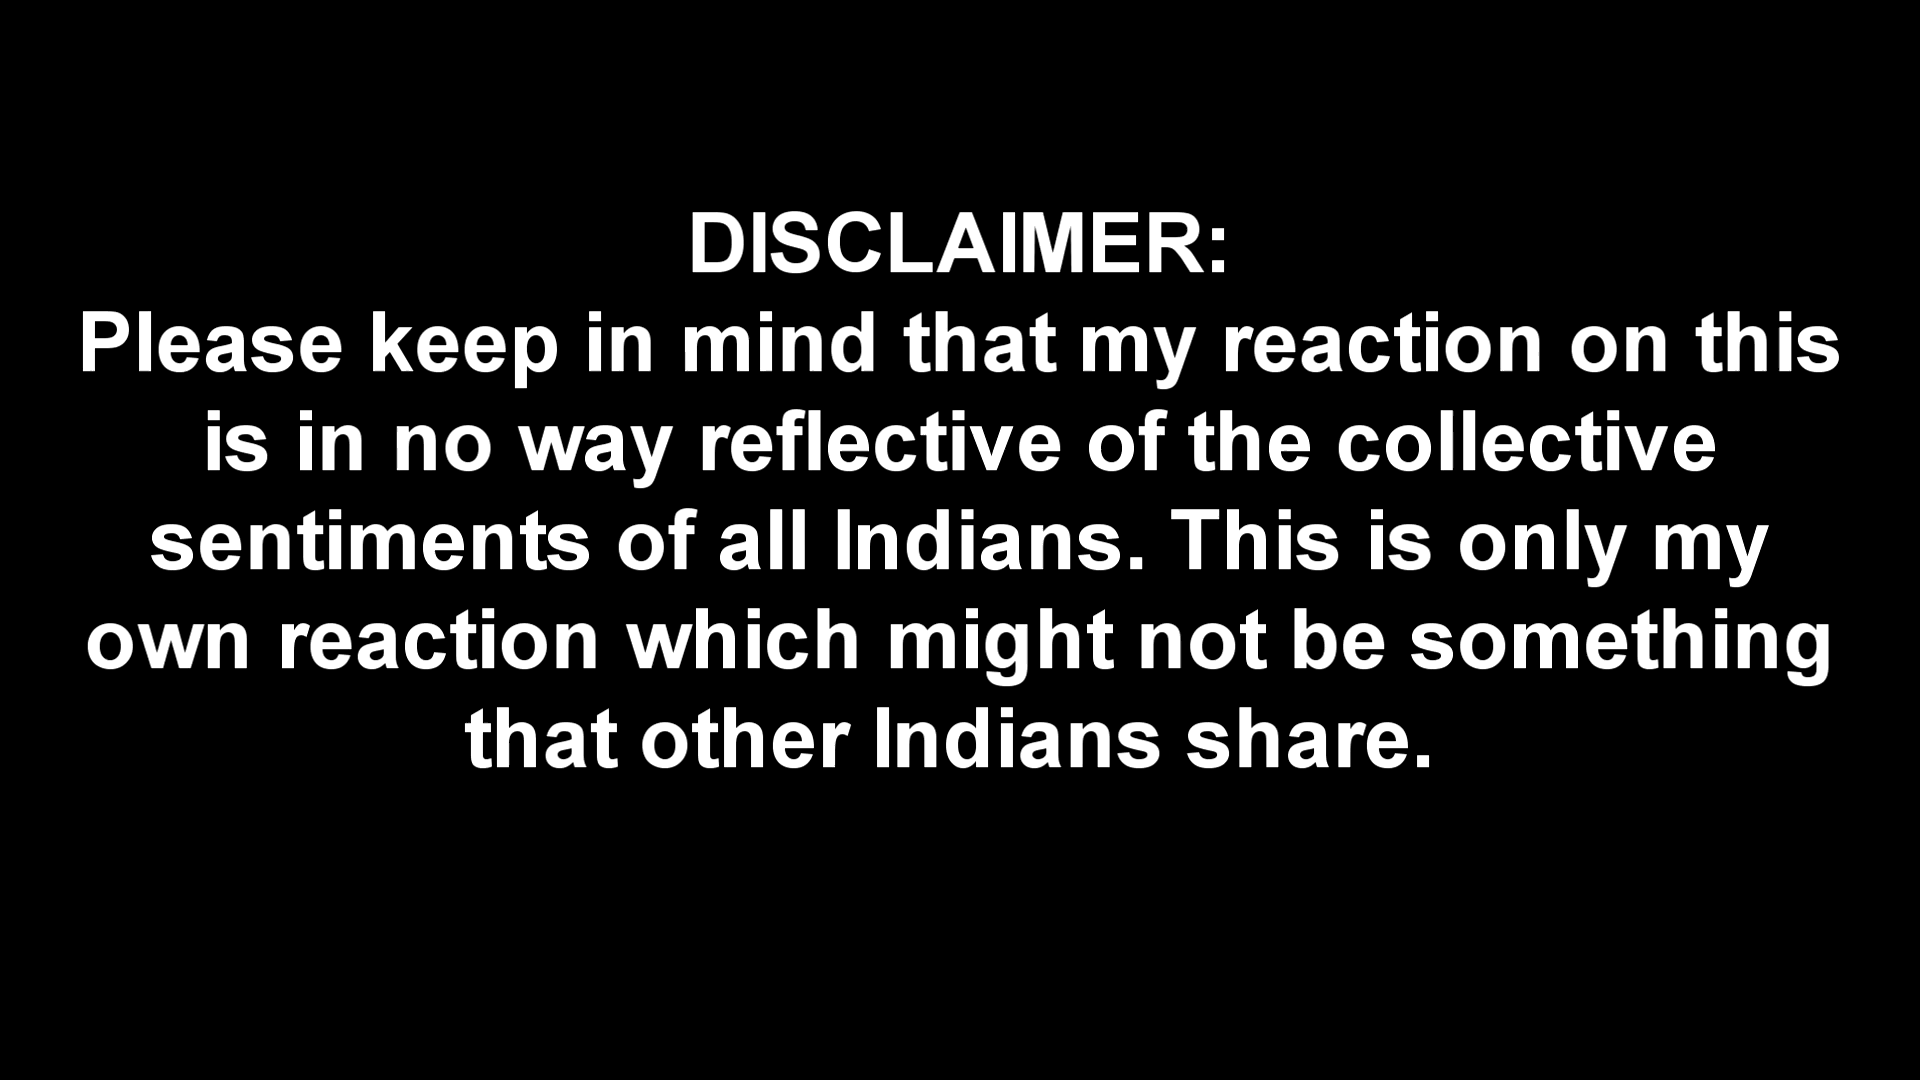 DISCLAIMER:
Please keep in mind that my reaction on this
is in no way reflective of the collective
sentiments of all Indians. This is only my
own reaction which might not be something
that other Indians share.